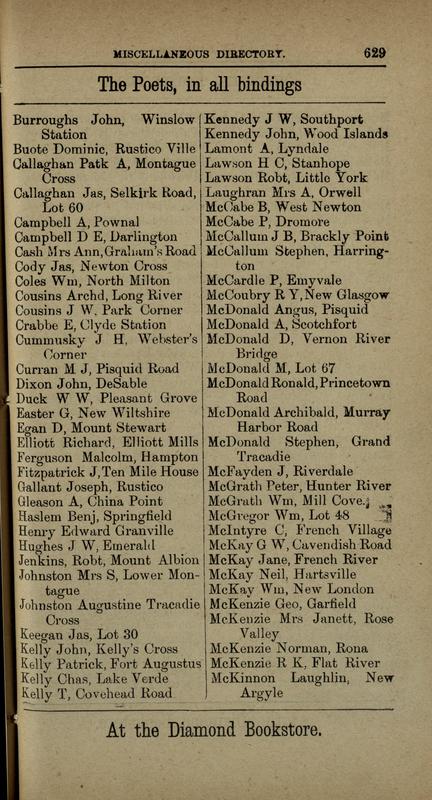 MISCELLANEOUS DIRECTORY. 629
The Poets, in all bindings
Burroughs John, Winslow
Station
Buote Dominic, Rustico Ville
Callaghan Patk A, Montague
Cross
Callaghan Jas, Selkirk Road,
Lot 60
Campbell A, Pownal
Campbell D E, Darlington
Cash Mrs Ann, Graham's Road
Cody Jas, Newton Cross
Coles Wm, North Milton
Cousins Archd, Long River
Cousins J W, Park Corner
Crabbe E, Clyde Station
Cummusky J H, Webster's
Corner
Curran M J, Pisquid Road
Dixon John, DeSable
Duck W W, Pleasant Grove
Easter G, New Wiltshire
Egan D, Mount Stewart
Elliott Richard, Elliott Mills
Ferguson Malcolm, Hampton
Fitzpatrick J, Ten Mile House
Gallant Joseph, Rustico
Gleason A, China Point
Haslem Benj, Springfield
Henry Edward Granville
Hughes J W, Emerald
Jenkins, Robt, Mount Albion
Johnston Mrs S, Lower Mon-
tague
Johnston Augustine Tracadie
Cross
Keegan Jas, Lot 30
Kelly John, Kelly's Cross
Kelly Patrick, Fort Augustus
Kelly Chas, Lake Verde
Kelly T, Covehead Road
Kennedy J W, Southport
Kennedy John, Wood Islands
Lamont A, Lyndale
Lawson H C, Stanhope
Lawson Robt, Little York
Laughran Mrs A, Orwell
McCabe B, West Newton
McCabe P, Dromore
McCallum J B, Brackly Point
McCallum Stephen, Harring-
ton
McCardle P, Emyvale
McCoubry R Y, New Glasgow
McDonald Angus, Pisquid
McDonald A, Scotchfort
McDonald D, Vernon River
Bridge
McDonald M, Lot 67
McDonald Ronald, Princetown
Road
McDonald Archibald, Murray
Harbor Road
McDonald Stephen, Grand
Tracadie
McFayden J, Riverdale
McGrath Peter, Hunter River
McGrath Wm, Mill Cove.
McGregor Wm, Lot 48
McIntyre C, French Village
McKay G W, Cavendish Road
McKay Jane, French River
McKay Neil, Hartsville
McKay Wm, New London
McKenzie Geo, Garfield
McKenzie Mrs Janett, Rose
Valley
McKenzie Norman, Rona
McKenzie R K, Flat River
McKinnon Laughlin, New
Argyle
At the Diamond Bookstore.